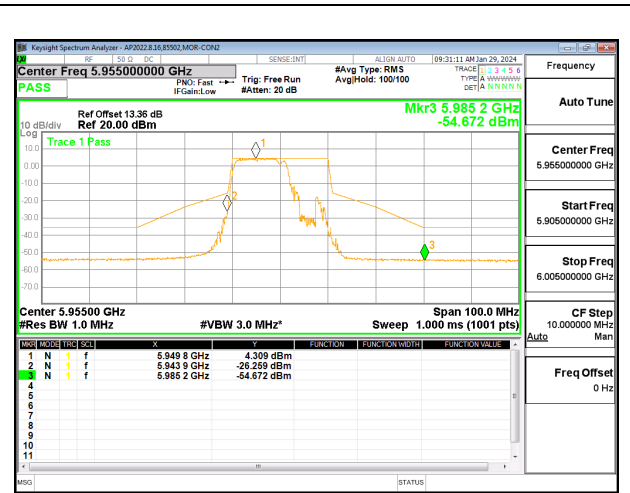 Keysight Spectrum Analyzer - AP2022.8.16,85502,MOR-CON2
LXI RF 50 Ω DC SENSE:INT ALIGN AUTO 09:31:11 AM Jan 29, 2024
Center Freq 5.955000000 GHz #Avg Type: RMS TRACE 1 2 3 4 5 6
PASS PNO: Fast Trig: Free Run Avg|Hold: 100/100 TYPE A WWWWW
IFGain:Low #Atten: 20 dB DET A N N N N N
Mkr3 5.985 2 GHz
-54.672 dBm
Ref Offset 13.36 dB
10 dB/div Ref 20.00 dBm
Log
Trace 1 Pass
10.0
0.00
-10.0
-20.0
-30.0
-40.0
-50.0
-60.0
-70.0
1
2
3
Center 5.95500 GHz Span 100.0 MHz
#Res BW 1.0 MHz #VBW 3.0 MHz* Sweep 1.000 ms (1001 pts)
MKR MODE TRC SCL X Y FUNCTION FUNCTION WIDTH FUNCTION VALUE
1 N 1 f 5.949 8 GHz 4.309 dBm
2 N 1 f 5.943 9 GHz -26.259 dBm
3 N 1 f 5.985 2 GHz -54.672 dBm
4
5
6
7
8
9
10
11
MSG STATUS
Frequency
Auto Tune
Center Freq
5.955000000 GHz
Start Freq
5.905000000 GHz
Stop Freq
6.005000000 GHz
CF Step
10.000000 MHz
Auto Man
Freq Offset
0 Hz